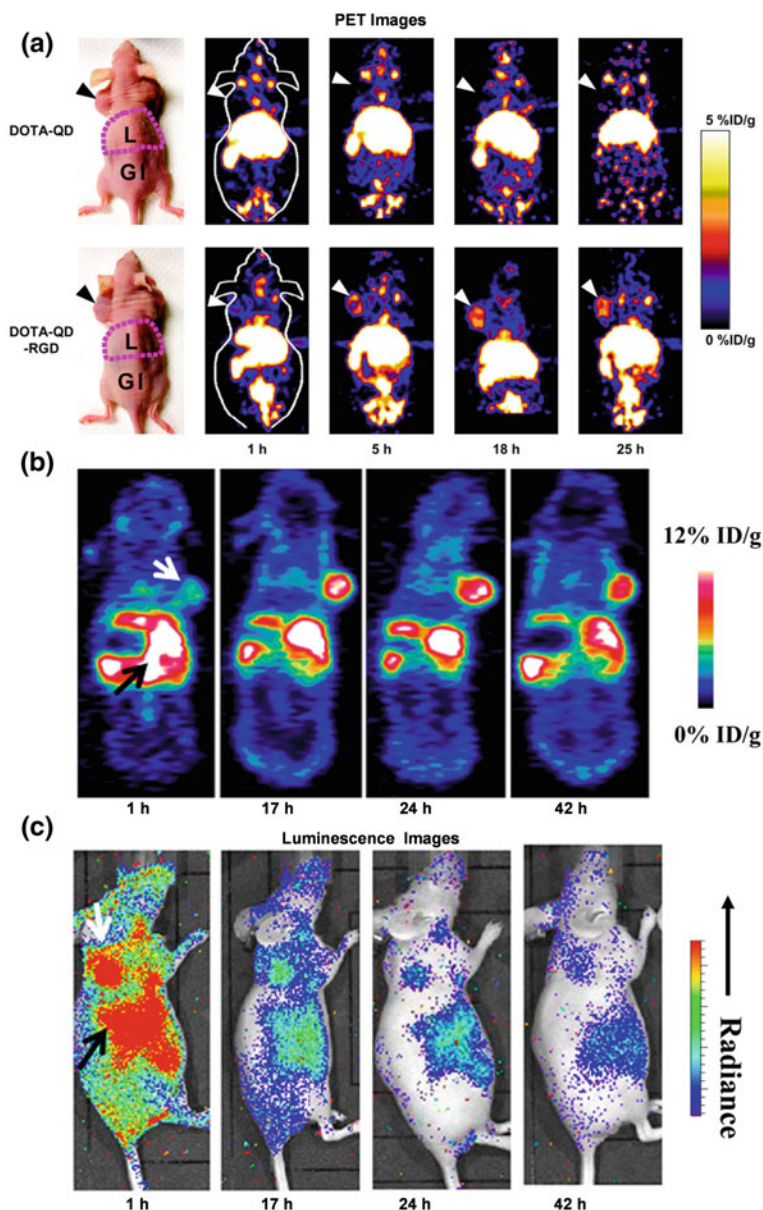 PET Images
(a)
DOTA-QD
L
GI
5 %ID/g
0 %ID/g
DOTA-QD
-RGD
L
GI
1 h
5 h
18 h
25 h
(b)
12% ID/g
0% ID/g
1 h
17 h
24 h
42 h
(c)
Luminescence Images
Radiance
1 h
17 h
24 h
42 h